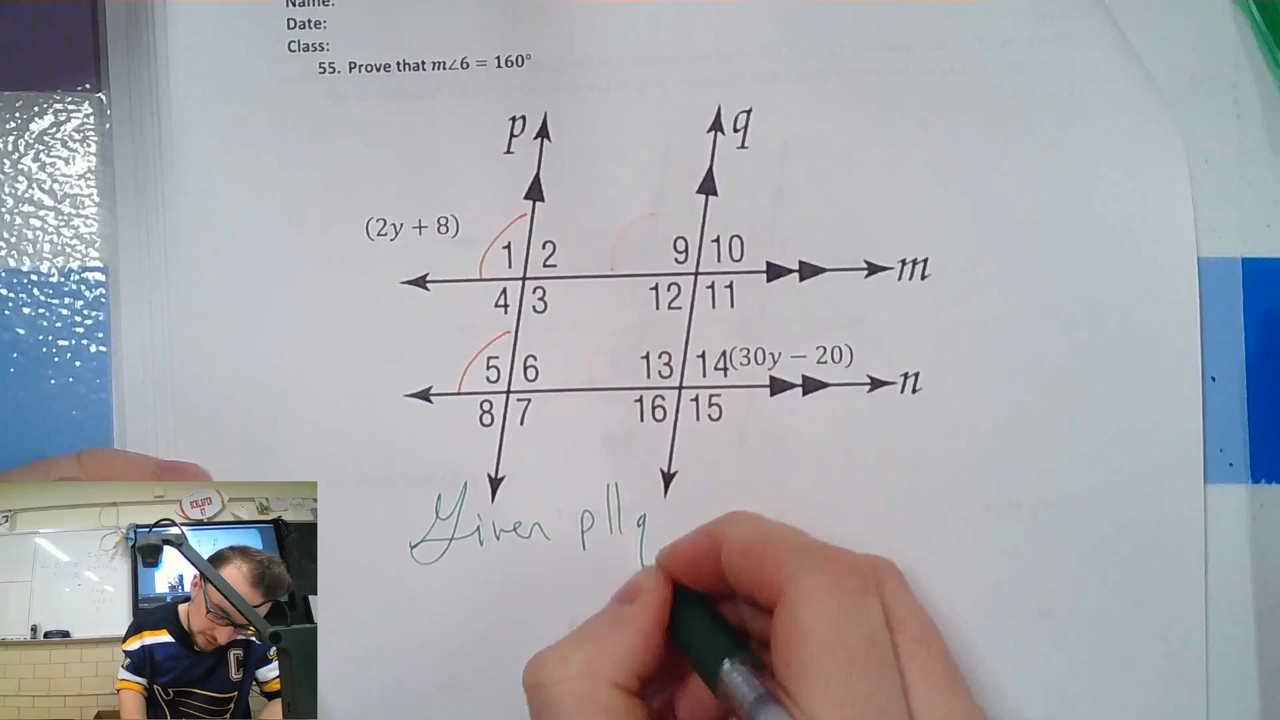 Name:
Date:
Class:
55. Prove that m∠6 = 160°
p q
(2y + 8)
1 2 9 10
m
4 3 12 11
5 6 13 14 (30y − 20)
n
8 7 16 15
Given p||q
SCHLAFER
C